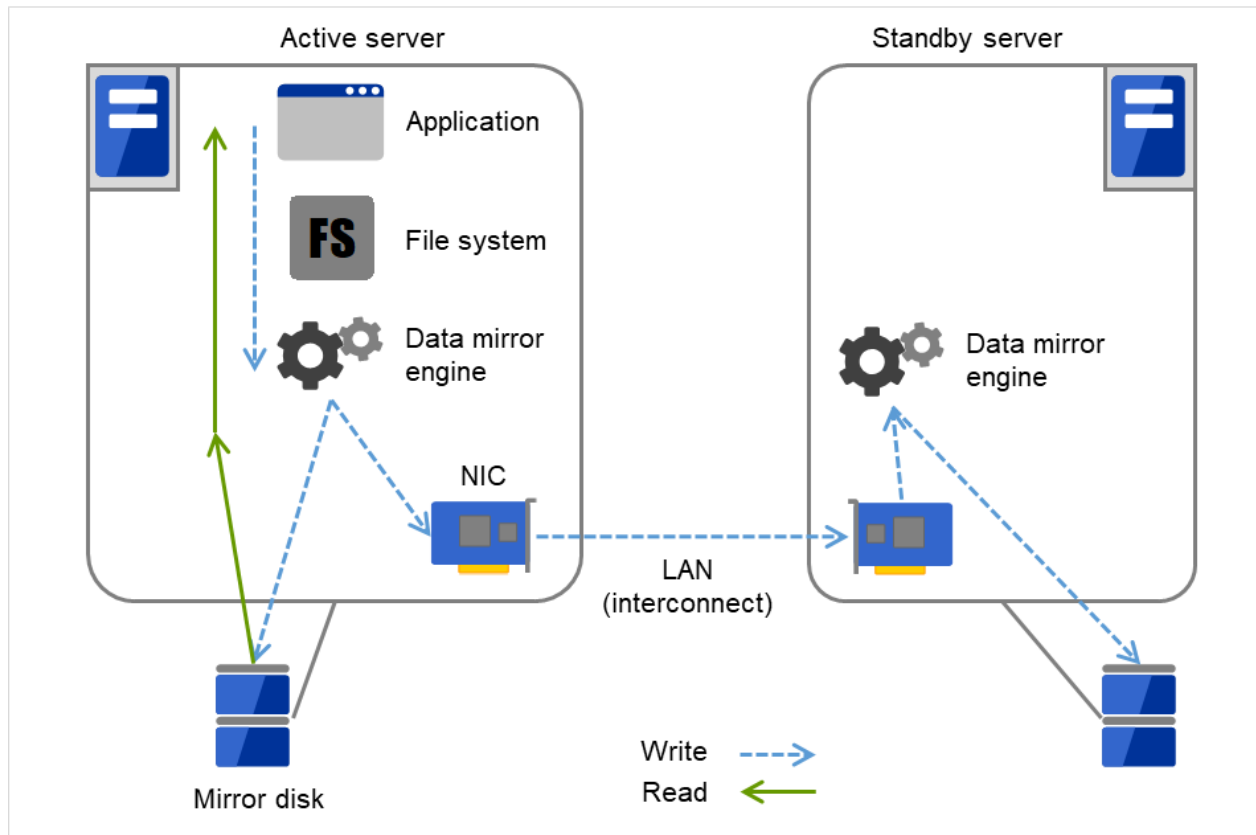 Active server
Standby server
Application
FS
File system
Data mirror
engine
Data mirror
engine
NIC
LAN
(interconnect)
Write
Read
Mirror disk